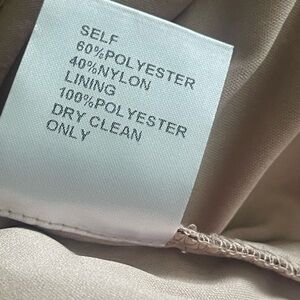 SELF
60%POLYESTER
40%NYLON
LINING
100%POLYESTER
DRY CLEAN
ONLY